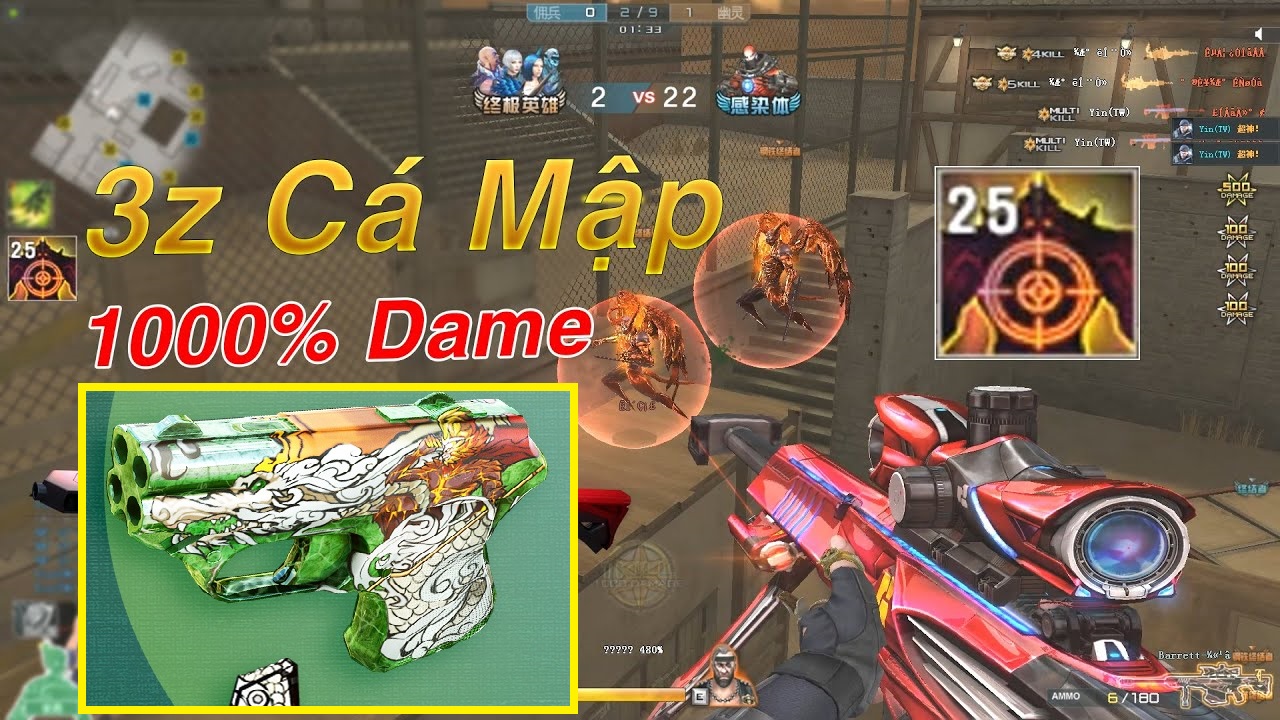 佣兵 0 2 / 9 1 幽灵
01:33
终极英雄 2 VS 22 感染体
4KILL
5KILL
MULTI KILL Yin(TW)
MULTI KILL Yin(TW)
Yin(TW) 超神!
Yin(TW) 超神!
25
25
3z Cá Mập
1000% Dame
500 DAMAGE
100 DAMAGE
100 DAMAGE
100 DAMAGE
终结者
????? 480%
E
Barrett
AMMO 6 / 180